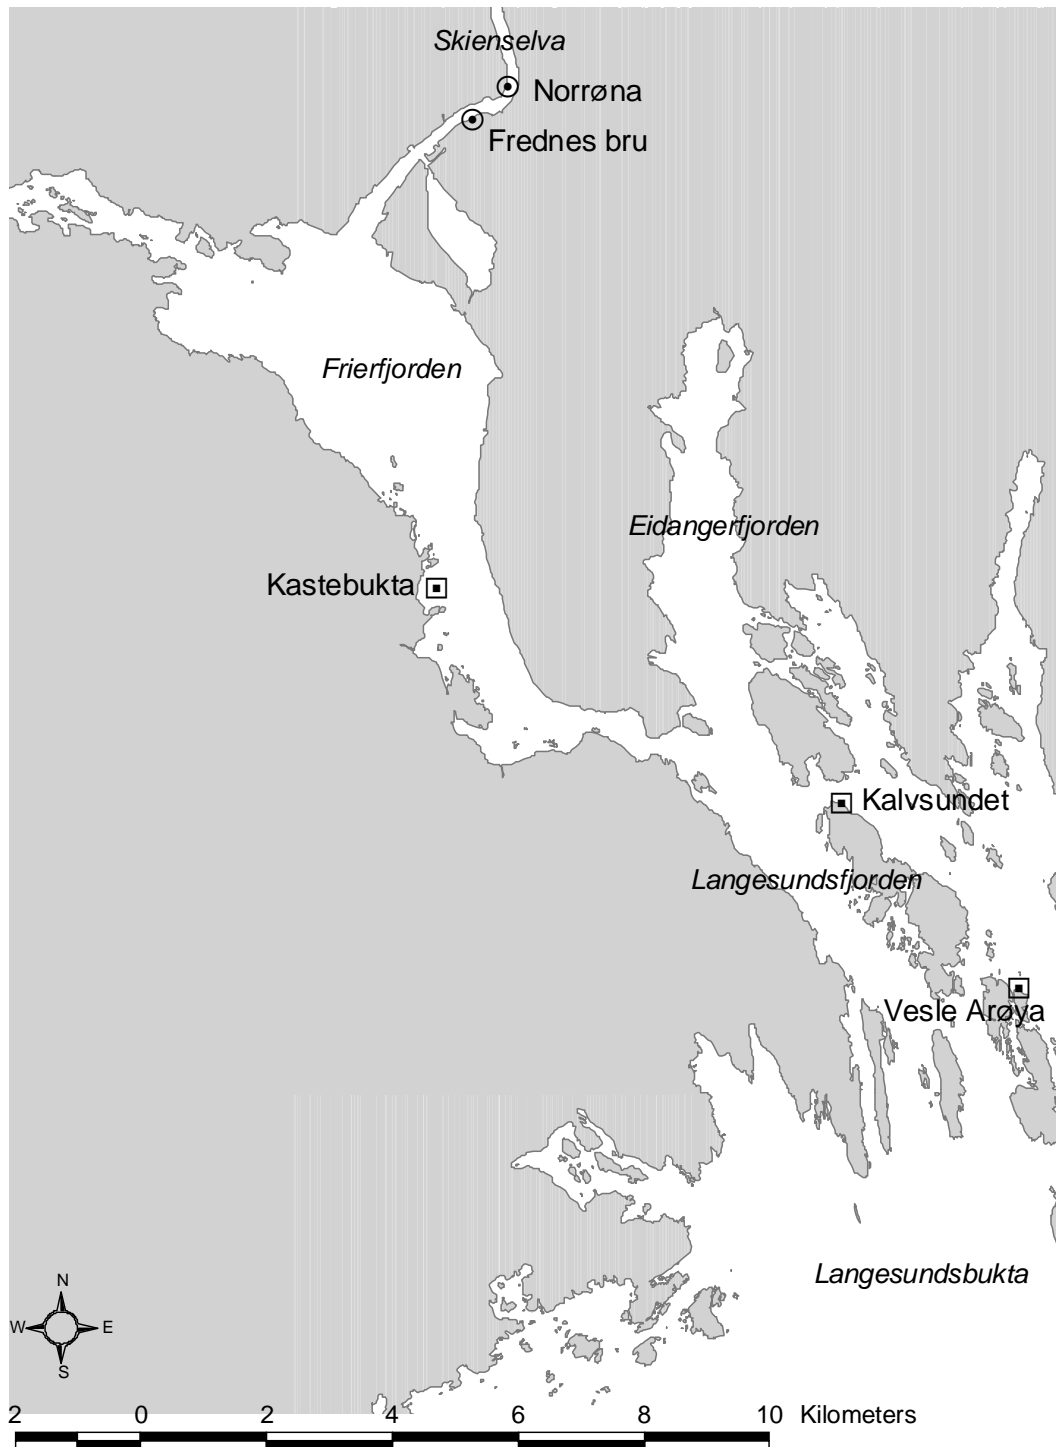 Skienselva
Norrøna
Frednes bru
Frierfjorden
Eidangerfjorden
Kastebukta
Kalvsundet
Langesundsfjorden
Vesle Arøya
Langesundsbukta
N
W E
S
2 0 2 4 6 8 10 Kilometers